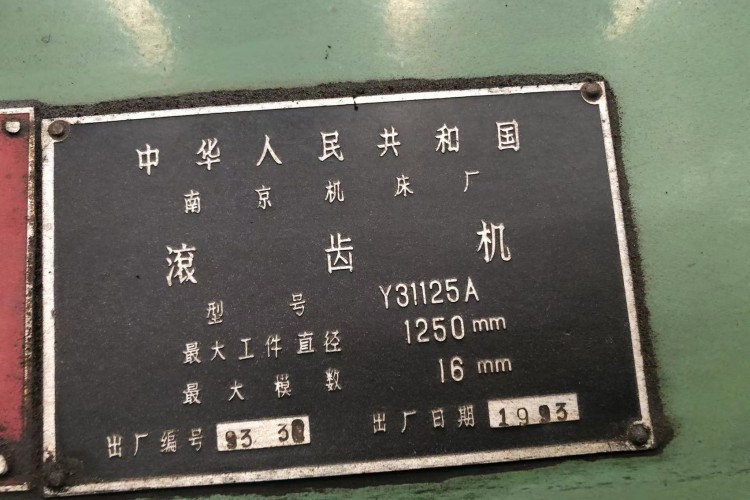 中华人民共和国
南京机床厂
滚齿机
型号 Y31125A
最大工件直径 1250 mm
最大模数 16 mm
出厂编号 93 30 出厂日期 1993